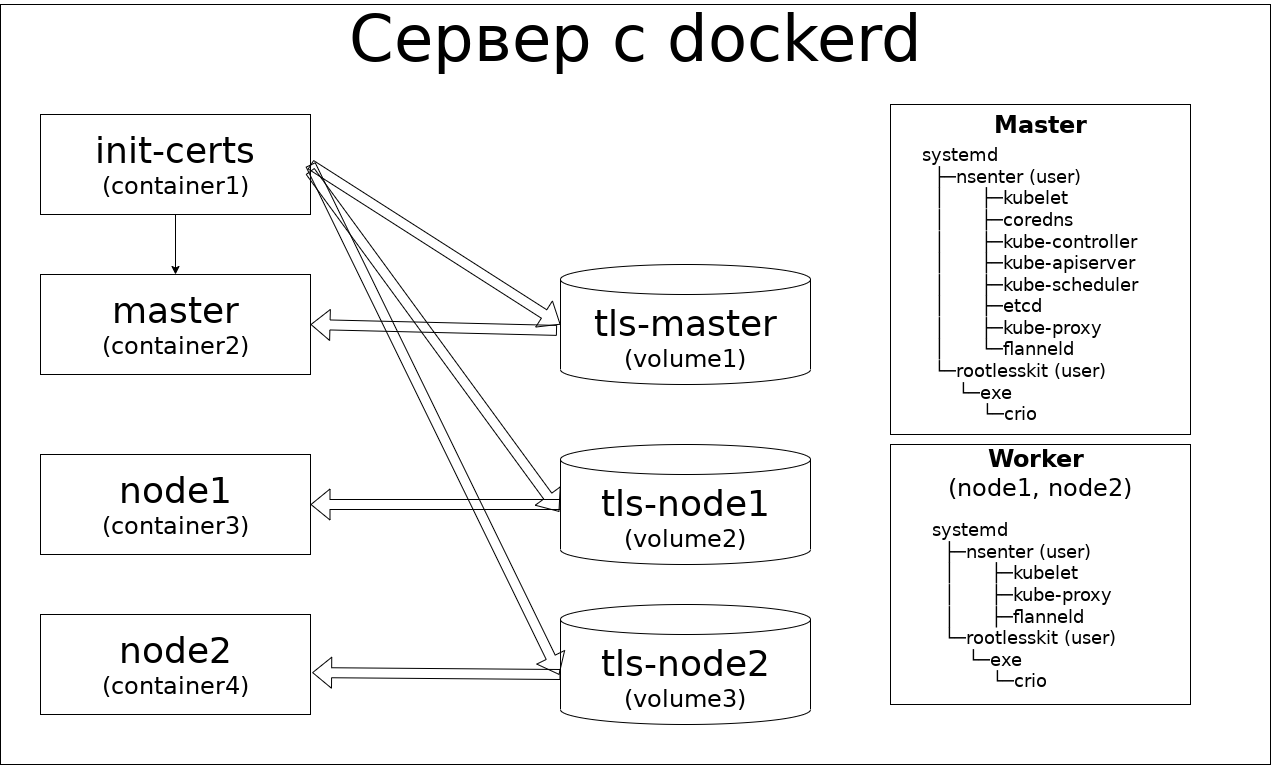 Сервер с dockerd
init-certs
(container1)
master
(container2)
node1
(container3)
node2
(container4)
tls-master
(volume1)
tls-node1
(volume2)
tls-node2
(volume3)
Master
systemd
nsenter (user)
kubelet
coredns
kube-controller
kube-apiserver
kube-scheduler
etcd
kube-proxy
flanneld
rootlesskit (user)
exe
crio
Worker
(node1, node2)
systemd
nsenter (user)
kubelet
kube-proxy
flanneld
rootlesskit (user)
exe
crio